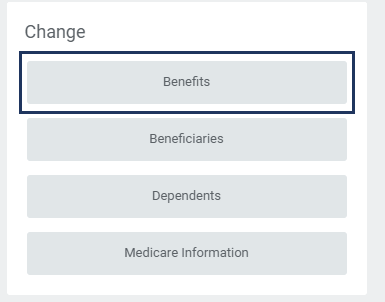 Change
Benefits
Beneficiaries
Dependents
Medicare Information